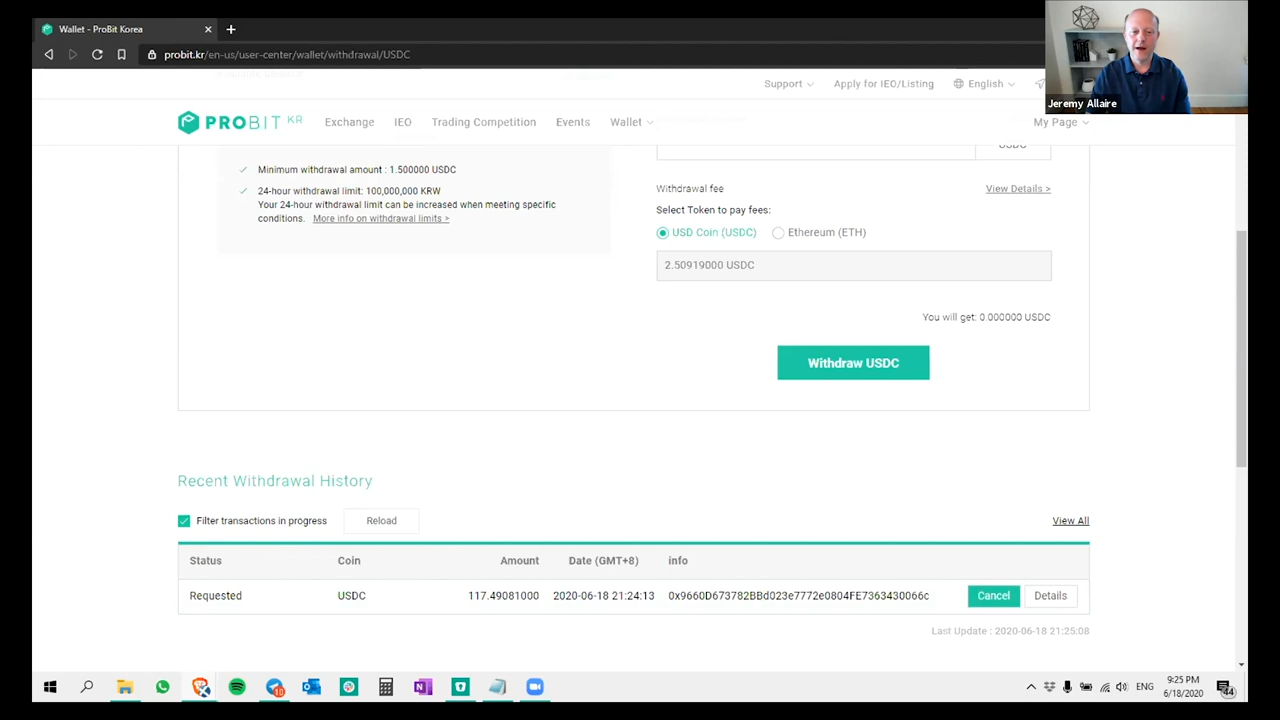 Wallet - ProBit Korea
probit.kr/en-us/user-center/wallet/withdrawal/USDC
Jeremy Allaire
Support
Apply for IEO/Listing
English
PROBIT KR
Exchange
IEO
Trading Competition
Events
Wallet
My Page
USDC
Minimum withdrawal amount : 1.500000 USDC
24-hour withdrawal limit: 100,000,000 KRW
Your 24-hour withdrawal limit can be increased when meeting specific
conditions. More info on withdrawal limits >
Withdrawal fee
View Details >
Select Token to pay fees:
USD Coin (USDC)
Ethereum (ETH)
2.50919000 USDC
You will get: 0.000000 USDC
Withdraw USDC
Recent Withdrawal History
Filter transactions in progress
Reload
View All
Status Coin Amount Date (GMT+8) info
Requested USDC 117.49081000 2020-06-18 21:24:13 0x9660D673782BBd023e7772e0804FE7363430066c Cancel Details
Last Update : 2020-06-18 21:25:08
10
ENG
9:25 PM
6/18/2020
44